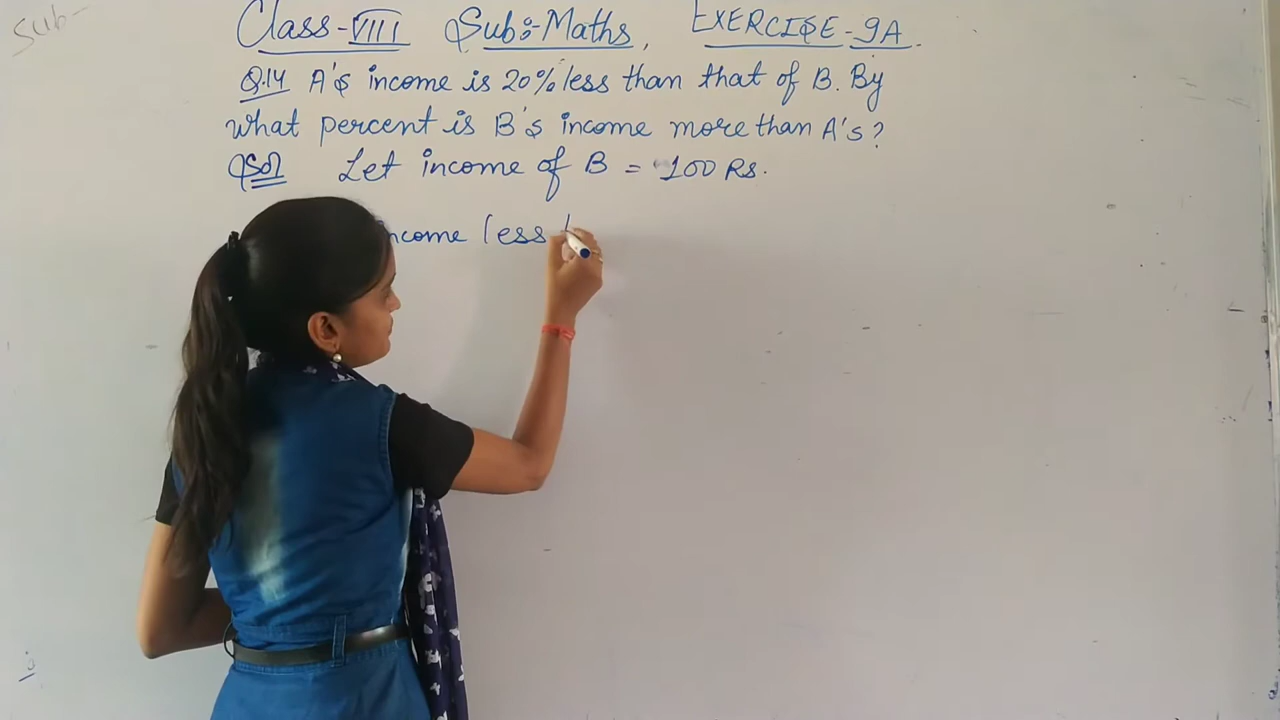 Sub-
Class-VIII Sub:-Maths, EXERCISE-9A.
Q.14 A's income is 20% less than that of B. By
what percent is B's income more than A's?
Sol Let income of B = 100 Rs.
income less